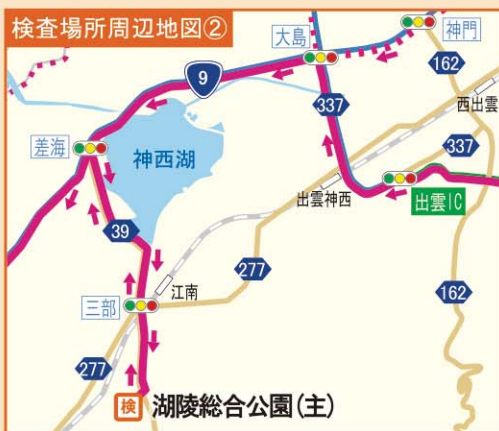 検査場所周辺地図②
神門
大島
162
9
337
西出雲
差海
神西湖
337
出雲神西
出雲IC
39
277
162
江南
三部
277
検 湖陵総合公園(主)